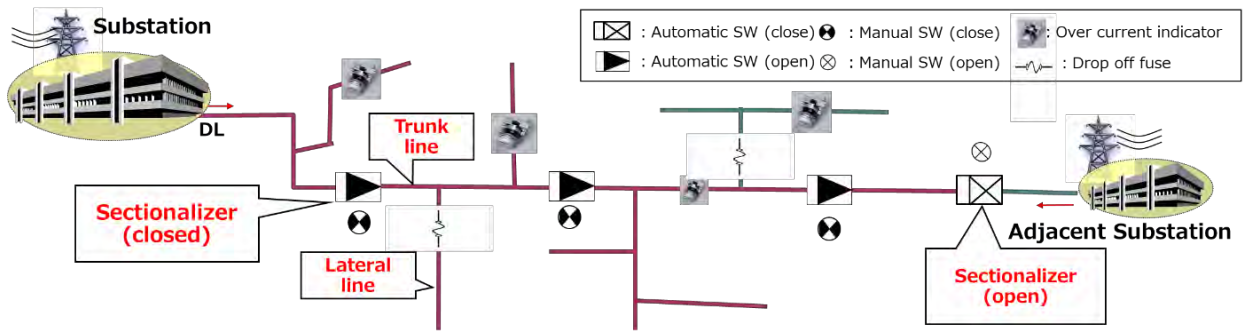 Substation
: Automatic SW (close)
: Manual SW (close)
: Over current indicator
: Automatic SW (open)
: Manual SW (open)
: Drop off fuse
DL
Trunk
line
Sectionalizer
(closed)
Lateral
line
Adjacent Substation
Sectionalizer
(open)